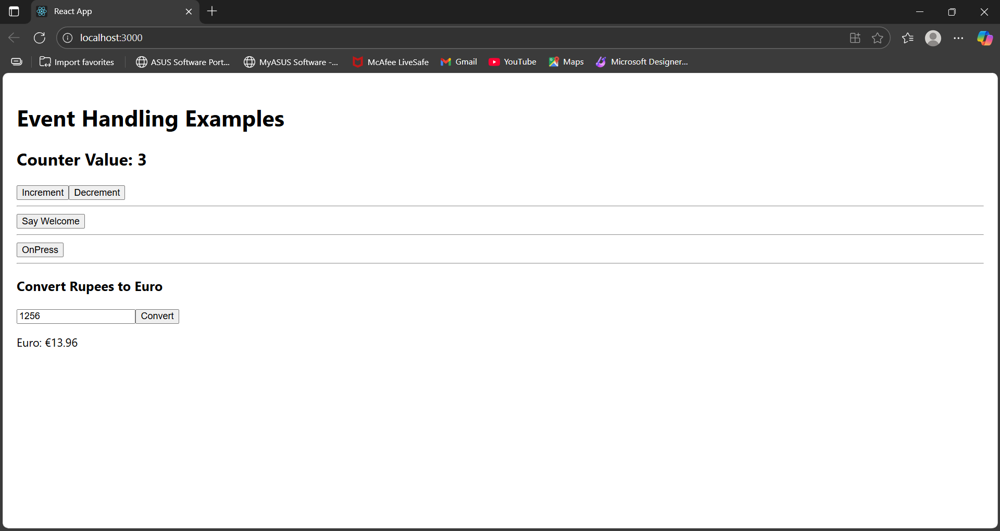 React App
localhost:3000
Import favorites
ASUS Software Port...
MyASUS Software -...
McAfee LiveSafe
Gmail
YouTube
Maps
Microsoft Designer...
Event Handling Examples
Counter Value: 3
Increment Decrement
Say Welcome
OnPress
Convert Rupees to Euro
1256 Convert
Euro: €13.96